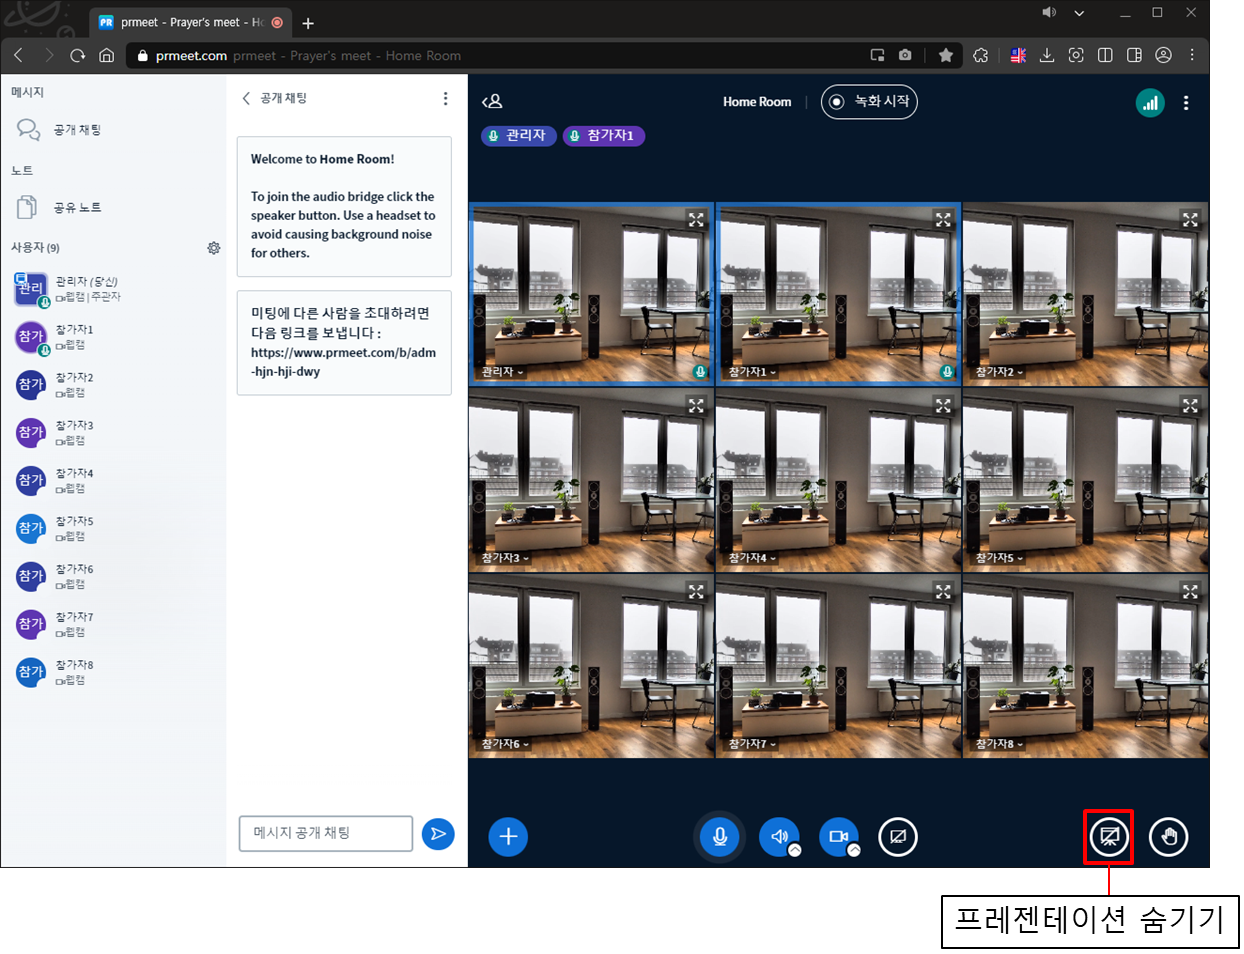 prmeet - Prayer's meet - Ho
prmeet.com prmeet - Prayer's meet - Home Room
메시지
공개 채팅
노트
공유 노트
사용자 (9)
관리
관리자 (당신)
웹캠 | 주관자
참가
참가자1
웹캠
참가
참가자2
웹캠
참가
참가자3
웹캠
참가
참가자4
웹캠
참가
참가자5
웹캠
참가
참가자6
웹캠
참가
참가자7
웹캠
참가
참가자8
웹캠
공개 채팅
Welcome to Home Room!
To join the audio bridge click the
speaker button. Use a headset to
avoid causing background noise
for others.
미팅에 다른 사람을 초대하려면
다음 링크를 보냅니다 :
https://www.prmeet.com/b/adm
-hjn-hji-dwy
메시지 공개 채팅
Home Room
녹화 시작
관리자 참가자1
관리자 참가자1 참가자2
참가자3 참가자4 참가자5
참가자6 참가자7 참가자8
프레젠테이션 숨기기